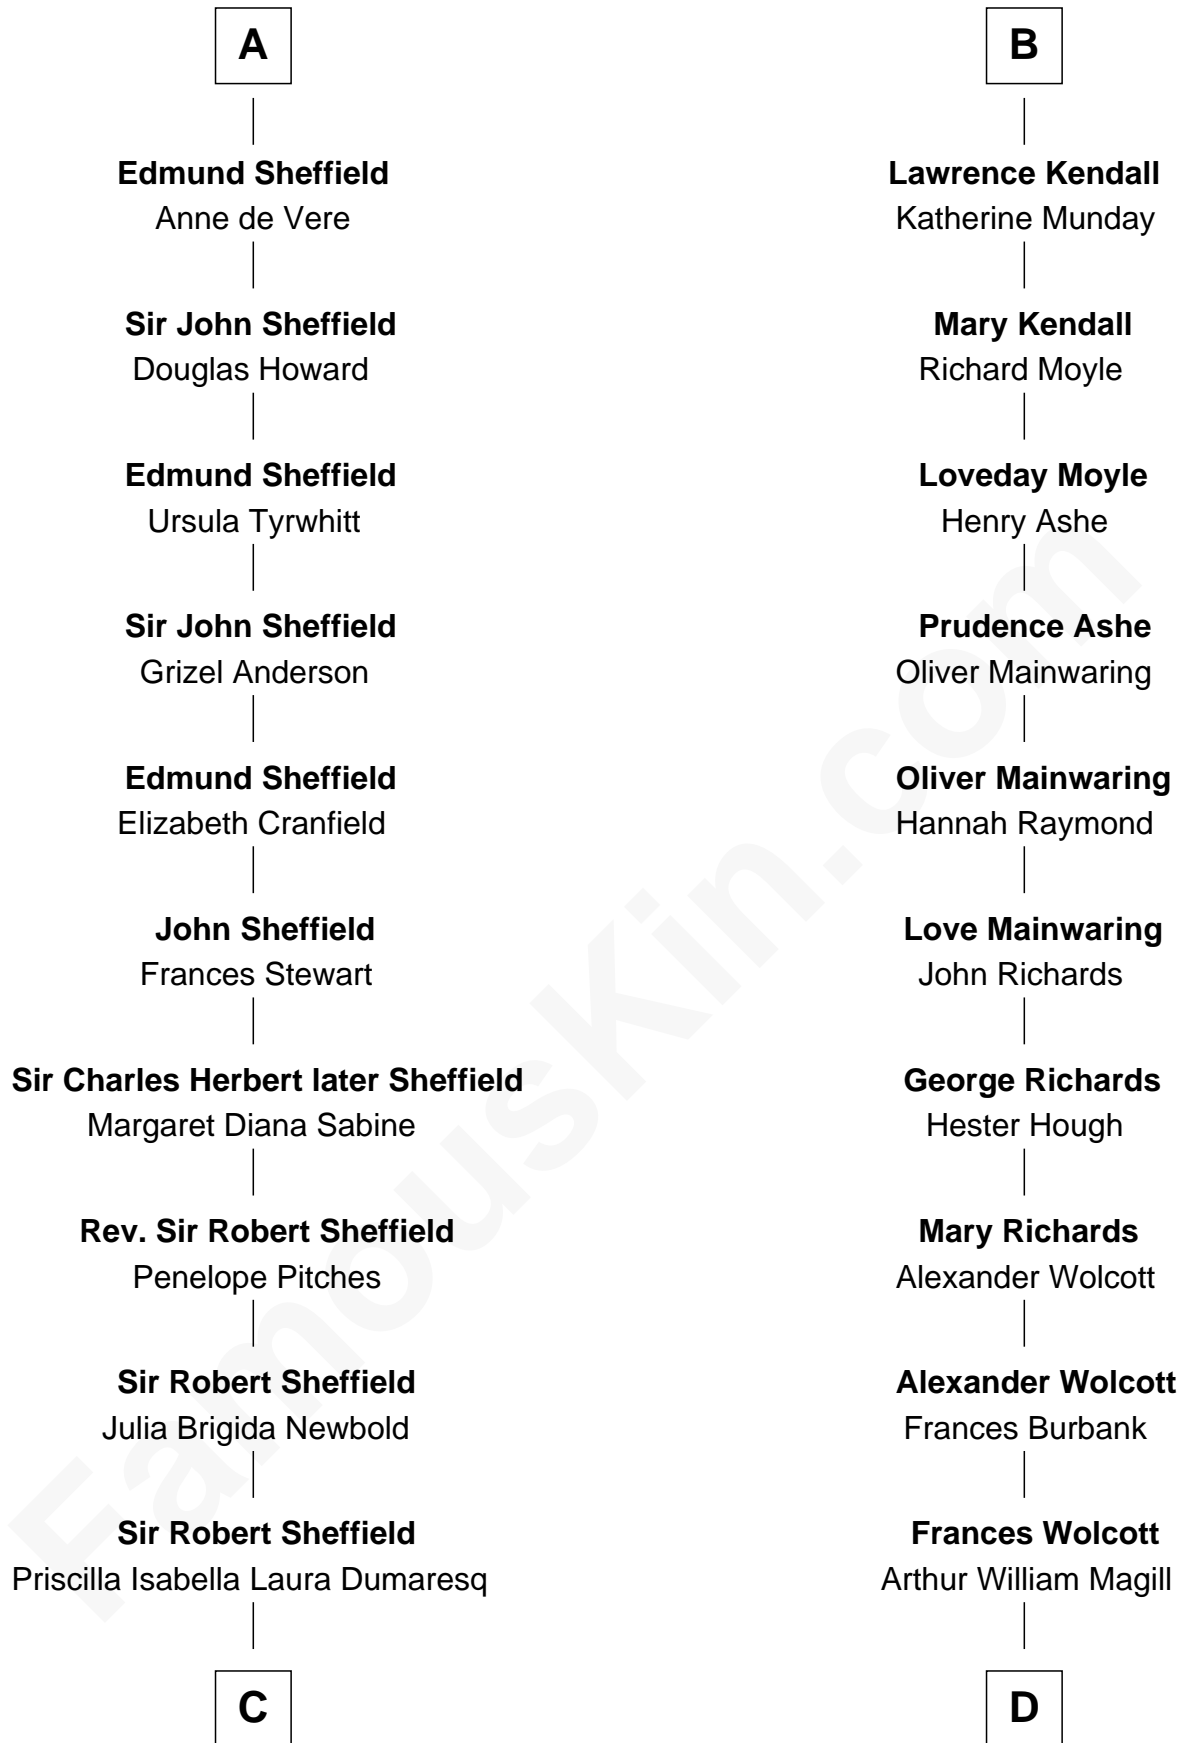 A
Edmund Sheffield
Anne de Vere
Sir John Sheffield
Douglas Howard
Edmund Sheffield
Ursula Tyrwhitt
Sir John Sheffield
Grizel Anderson
Edmund Sheffield
Elizabeth Cranfield
John Sheffield
Frances Stewart
Sir Charles Herbert later Sheffield
Margaret Diana Sabine
Rev. Sir Robert Sheffield
Penelope Pitches
Sir Robert Sheffield
Julia Brigida Newbold
Sir Robert Sheffield
Priscilla Isabella Laura Dumaresq
C
B
Lawrence Kendall
Katherine Munday
Mary Kendall
Richard Moyle
Loveday Moyle
Henry Ashe
Prudence Ashe
Oliver Mainwaring
Oliver Mainwaring
Hannah Raymond
Love Mainwaring
John Richards
George Richards
Hester Hough
Mary Richards
Alexander Wolcott
Alexander Wolcott
Frances Burbank
Frances Wolcott
Arthur William Magill
D
FamousKin.com